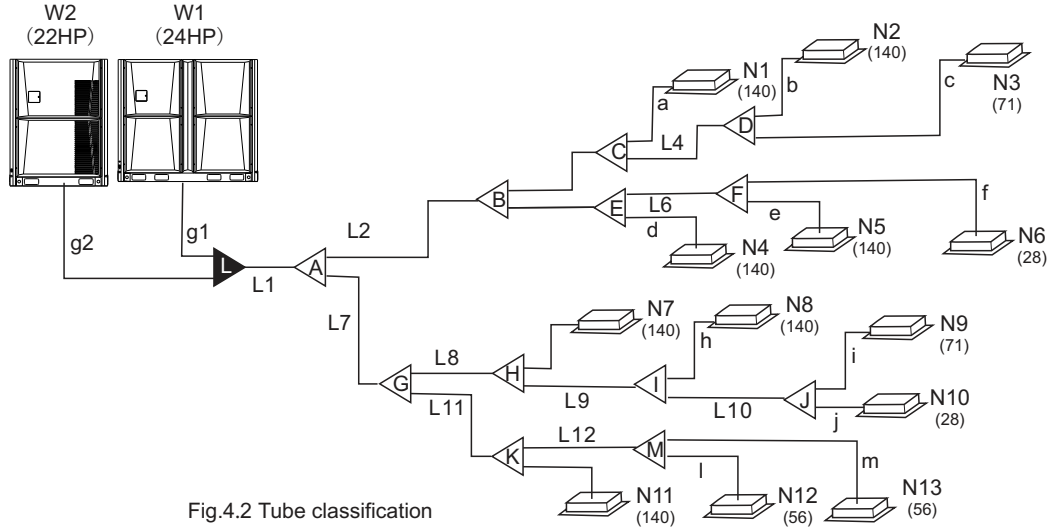 W2
(22HP)
W1
(24HP)
N1
(140)
N2
(140)
N3
(71)
a
b
c
C
L4
D
B
E
L6
F
d
e
f
N4
(140)
N5
(140)
N6
(28)
g2
g1
L
L1
A
L2
L7
N7
(140)
N8
(140)
N9
(71)
h
i
L8
H
G
L9
I
L10
J
j
N10
(28)
L11
L12
K
M
l
m
N11
(140)
N12
(56)
N13
(56)
Fig.4.2 Tube classification